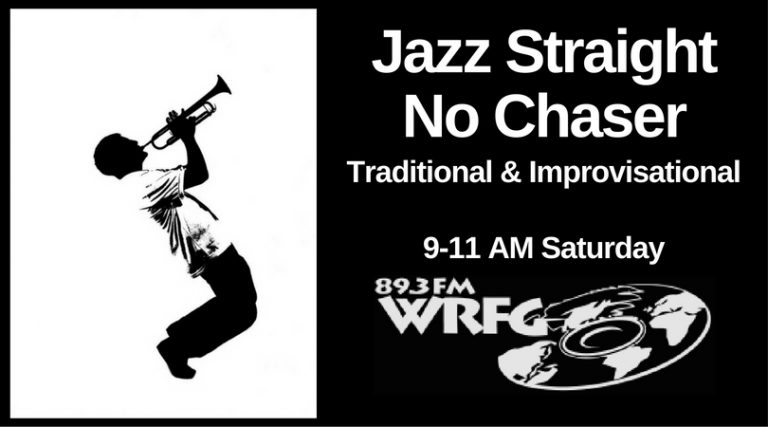 Jazz Straight
No Chaser
Traditional & Improvisational
9-11 AM Saturday
89.3 FM
WRFG